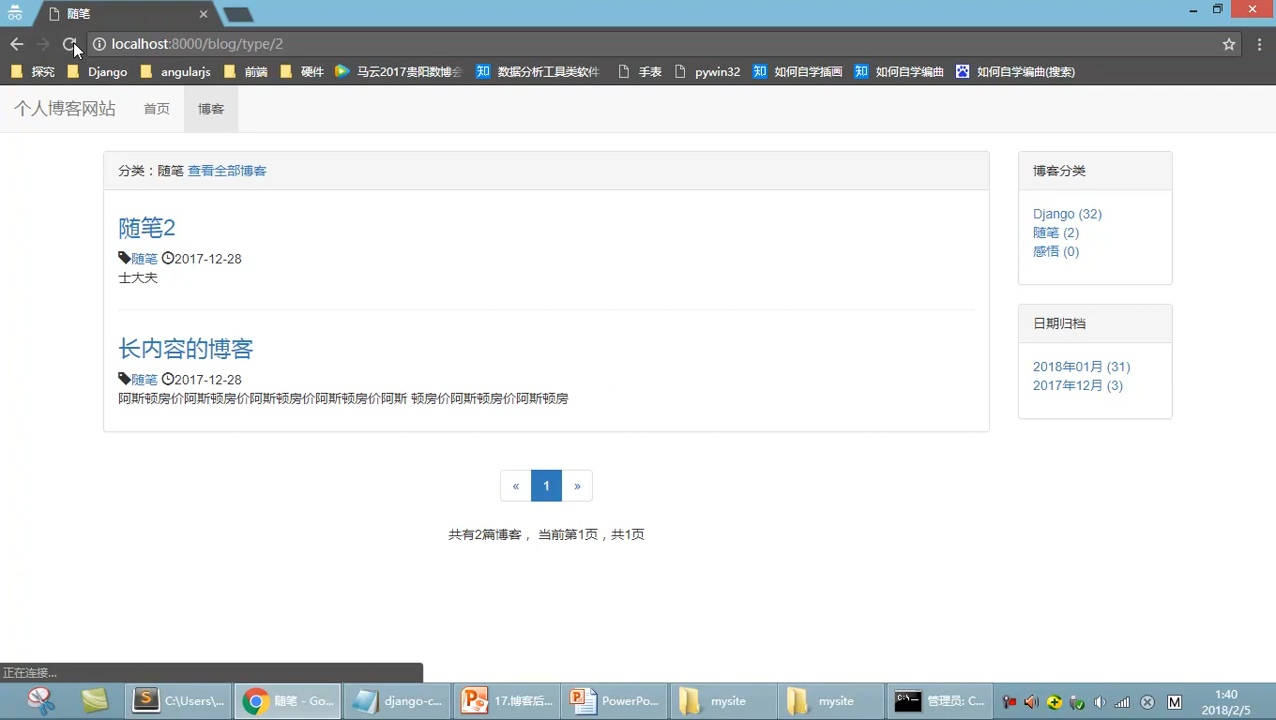 随笔
localhost:8000/blog/type/2
探究 Django angularjs 前端 硬件 马云2017贵阳数博会 数据分析工具类软件 手表 pywin32 知 如何自学插画 知 如何自学编曲 如何自学编曲(搜索)
个人博客网站 首页 博客
分类：随笔 查看全部博客
随笔2
随笔 2017-12-28
士大夫
长内容的博客
随笔 2017-12-28
阿斯顿房价阿斯顿房价阿斯顿房价阿斯顿房价阿斯 顿房价阿斯顿房价阿斯顿房
« 1 »
共有2篇博客， 当前第1页，共1页
博客分类
Django (32)
随笔 (2)
感悟 (0)
日期归档
2018年01月 (31)
2017年12月 (3)
正在连接...
C:\Users\... 随笔 - Go... django-c... 17.博客后... PowerPo... mysite mysite 管理员: C... M
1:40
2018/2/5